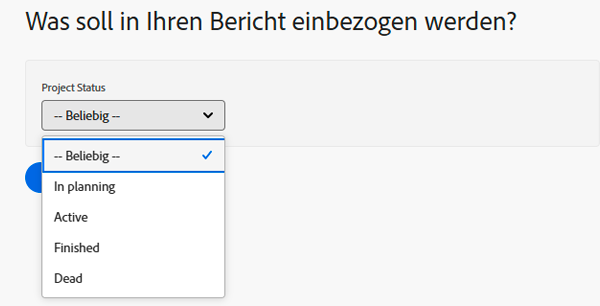 Was soll in Ihren Bericht einbezogen werden?
Project Status
-- Beliebig --
-- Beliebig --
In planning
Active
Finished
Dead